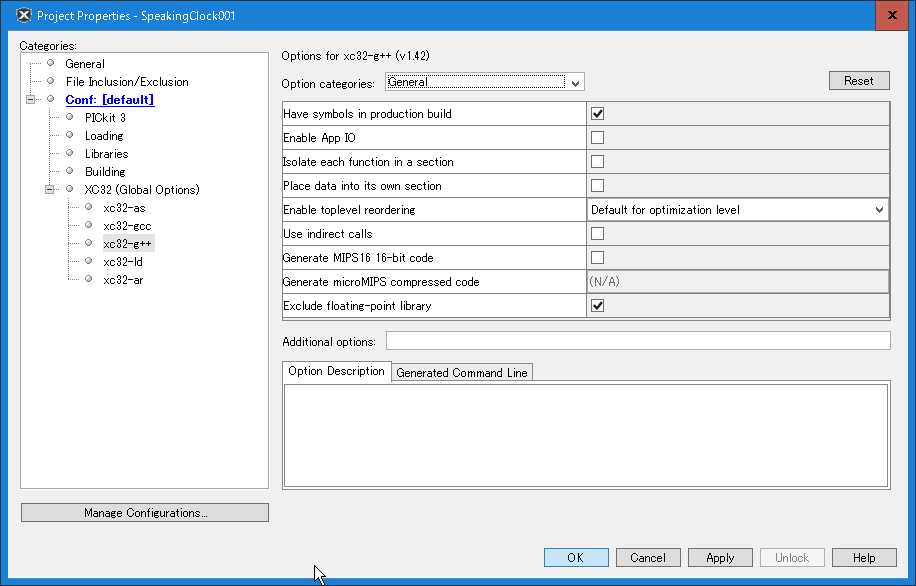 Project Properties - SpeakingClock001
Categories:
General
File Inclusion/Exclusion
Conf: [default]
PICkit 3
Loading
Libraries
Building
XC32 (Global Options)
xc32-as
xc32-gcc
xc32-g++
xc32-ld
xc32-ar
Manage Configurations...
Options for xc32-g++ (v1.42)
Option categories: General
Reset
Have symbols in production build
Enable App IO
Isolate each function in a section
Place data into its own section
Enable toplevel reordering Default for optimization level
Use indirect calls
Generate MIPS16 16-bit code
Generate microMIPS compressed code (N/A)
Exclude floating-point library
Additional options:
Option Description Generated Command Line
OK Cancel Apply Unlock Help